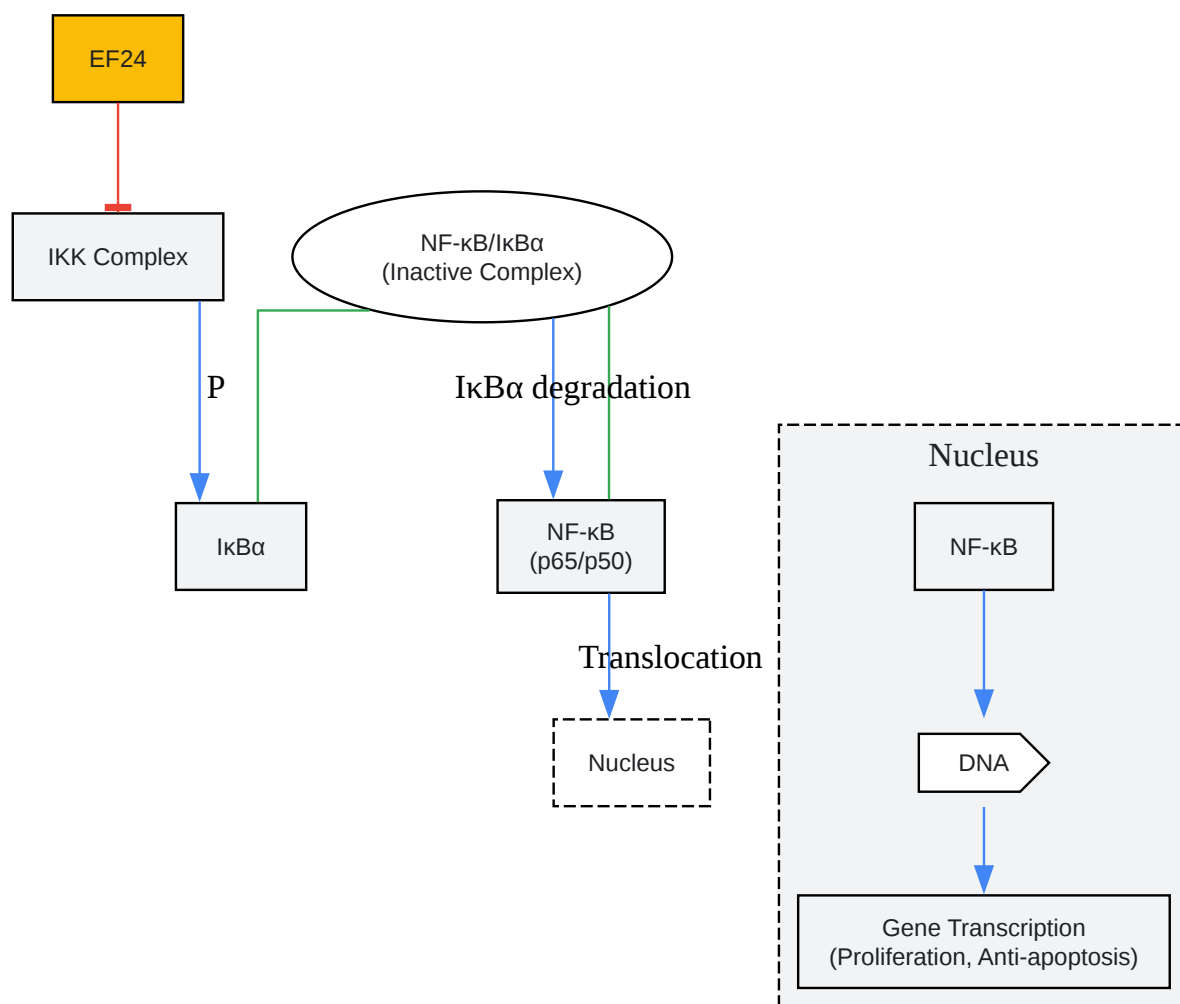 EF24
IKK Complex
NF-κB/IκBα
(Inactive Complex)
P
IκBα degradation
Nucleus
IκBα
NF-κB
(p65/p50)
NF-κB
Translocation
Nucleus
DNA
Gene Transcription
(Proliferation, Anti-apoptosis)